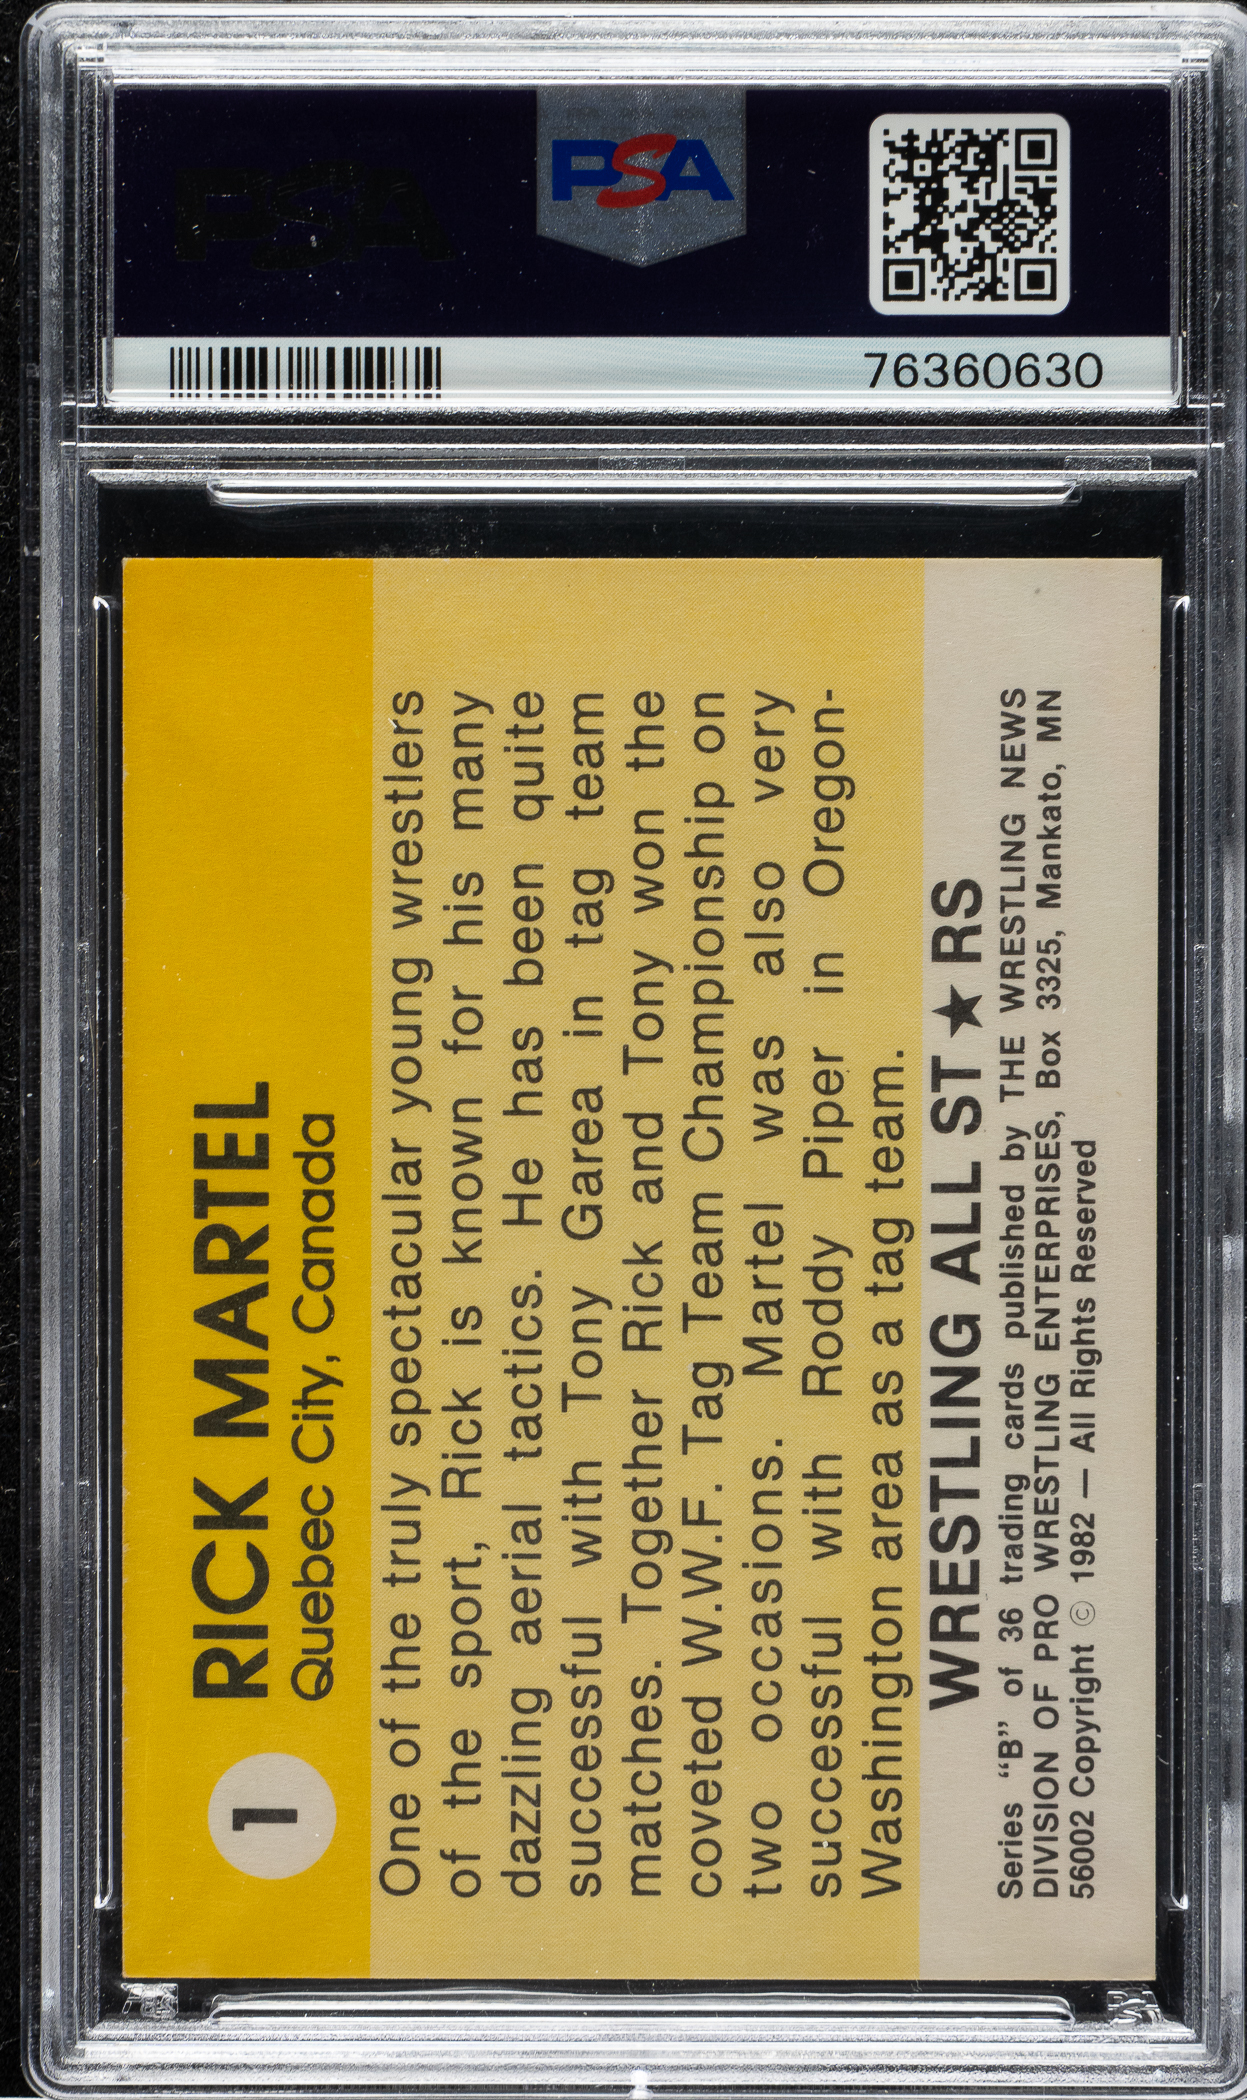 PSA
76360630
1
RICK MARTEL
Quebec City, Canada
One of the truly spectacular young wrestlers
of the sport, Rick is known for his many
dazzling aerial tactics. He has been quite
successful with Tony Garea in tag team
matches. Together Rick and Tony won the
coveted W.W.F. Tag Team Championship on
two occasions. Martel was also very
successful with Roddy Piper in Oregon-
Washington area as a tag team.
WRESTLING ALL ST★RS
Series “B” of 36 trading cards published by THE WRESTLING NEWS
DIVISION OF PRO WRESTLING ENTERPRISES, Box 3325, Mankato, MN
56002 Copyright © 1982 — All Rights Reserved
PSA
PSA
PSA